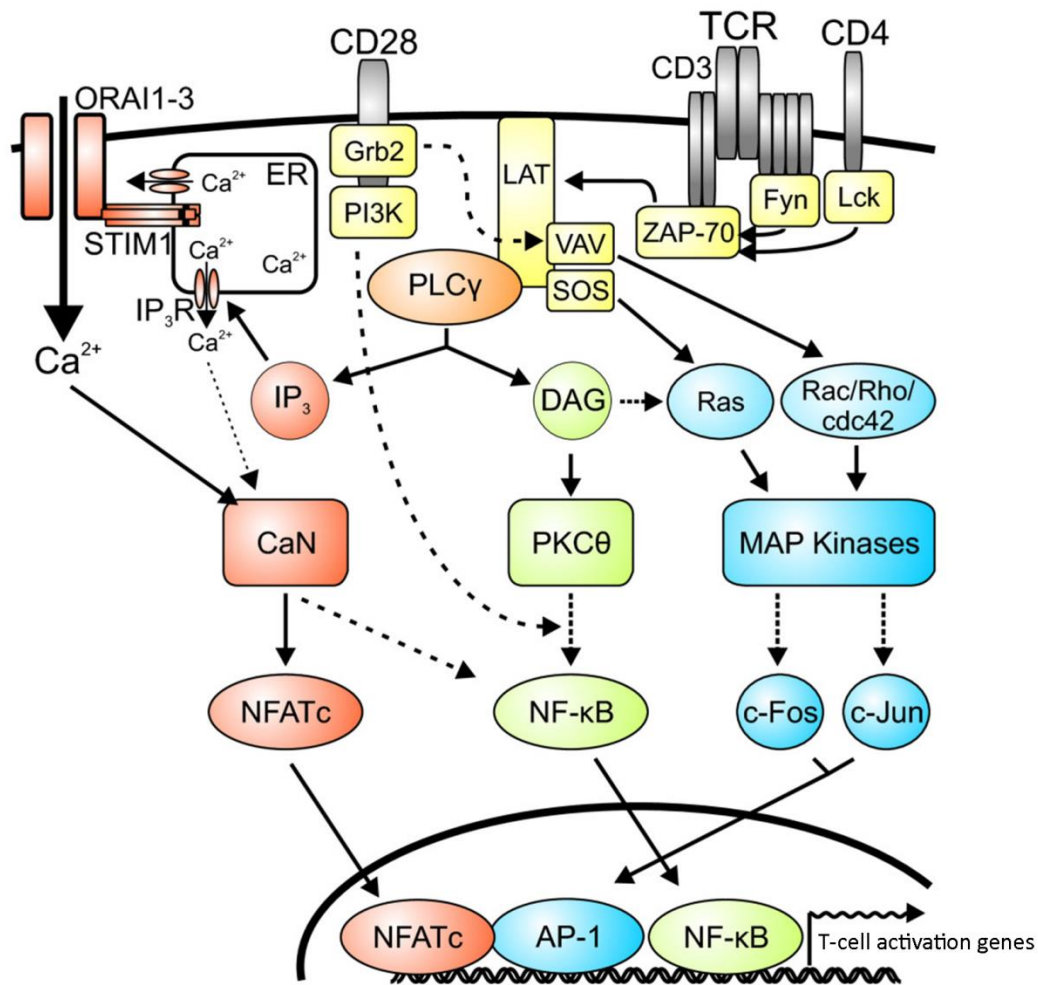 TCR
CD28
CD4
CD3
ORAI1-3
Grb2
ER
Ca²⁺
LAT
PI3K
Fyn
Lck
ZAP-70
STIM1
VAV
Ca²⁺
Ca²⁺
PLCγ
SOS
IP₃R
Ca²⁺
Ca²⁺
IP₃
DAG
Ras
Rac/Rho/
cdc42
CaN
PKCθ
MAP Kinases
NFATc
NF-κB
c-Fos
c-Jun
NFATc
AP-1
NF-κB
T-cell activation genes